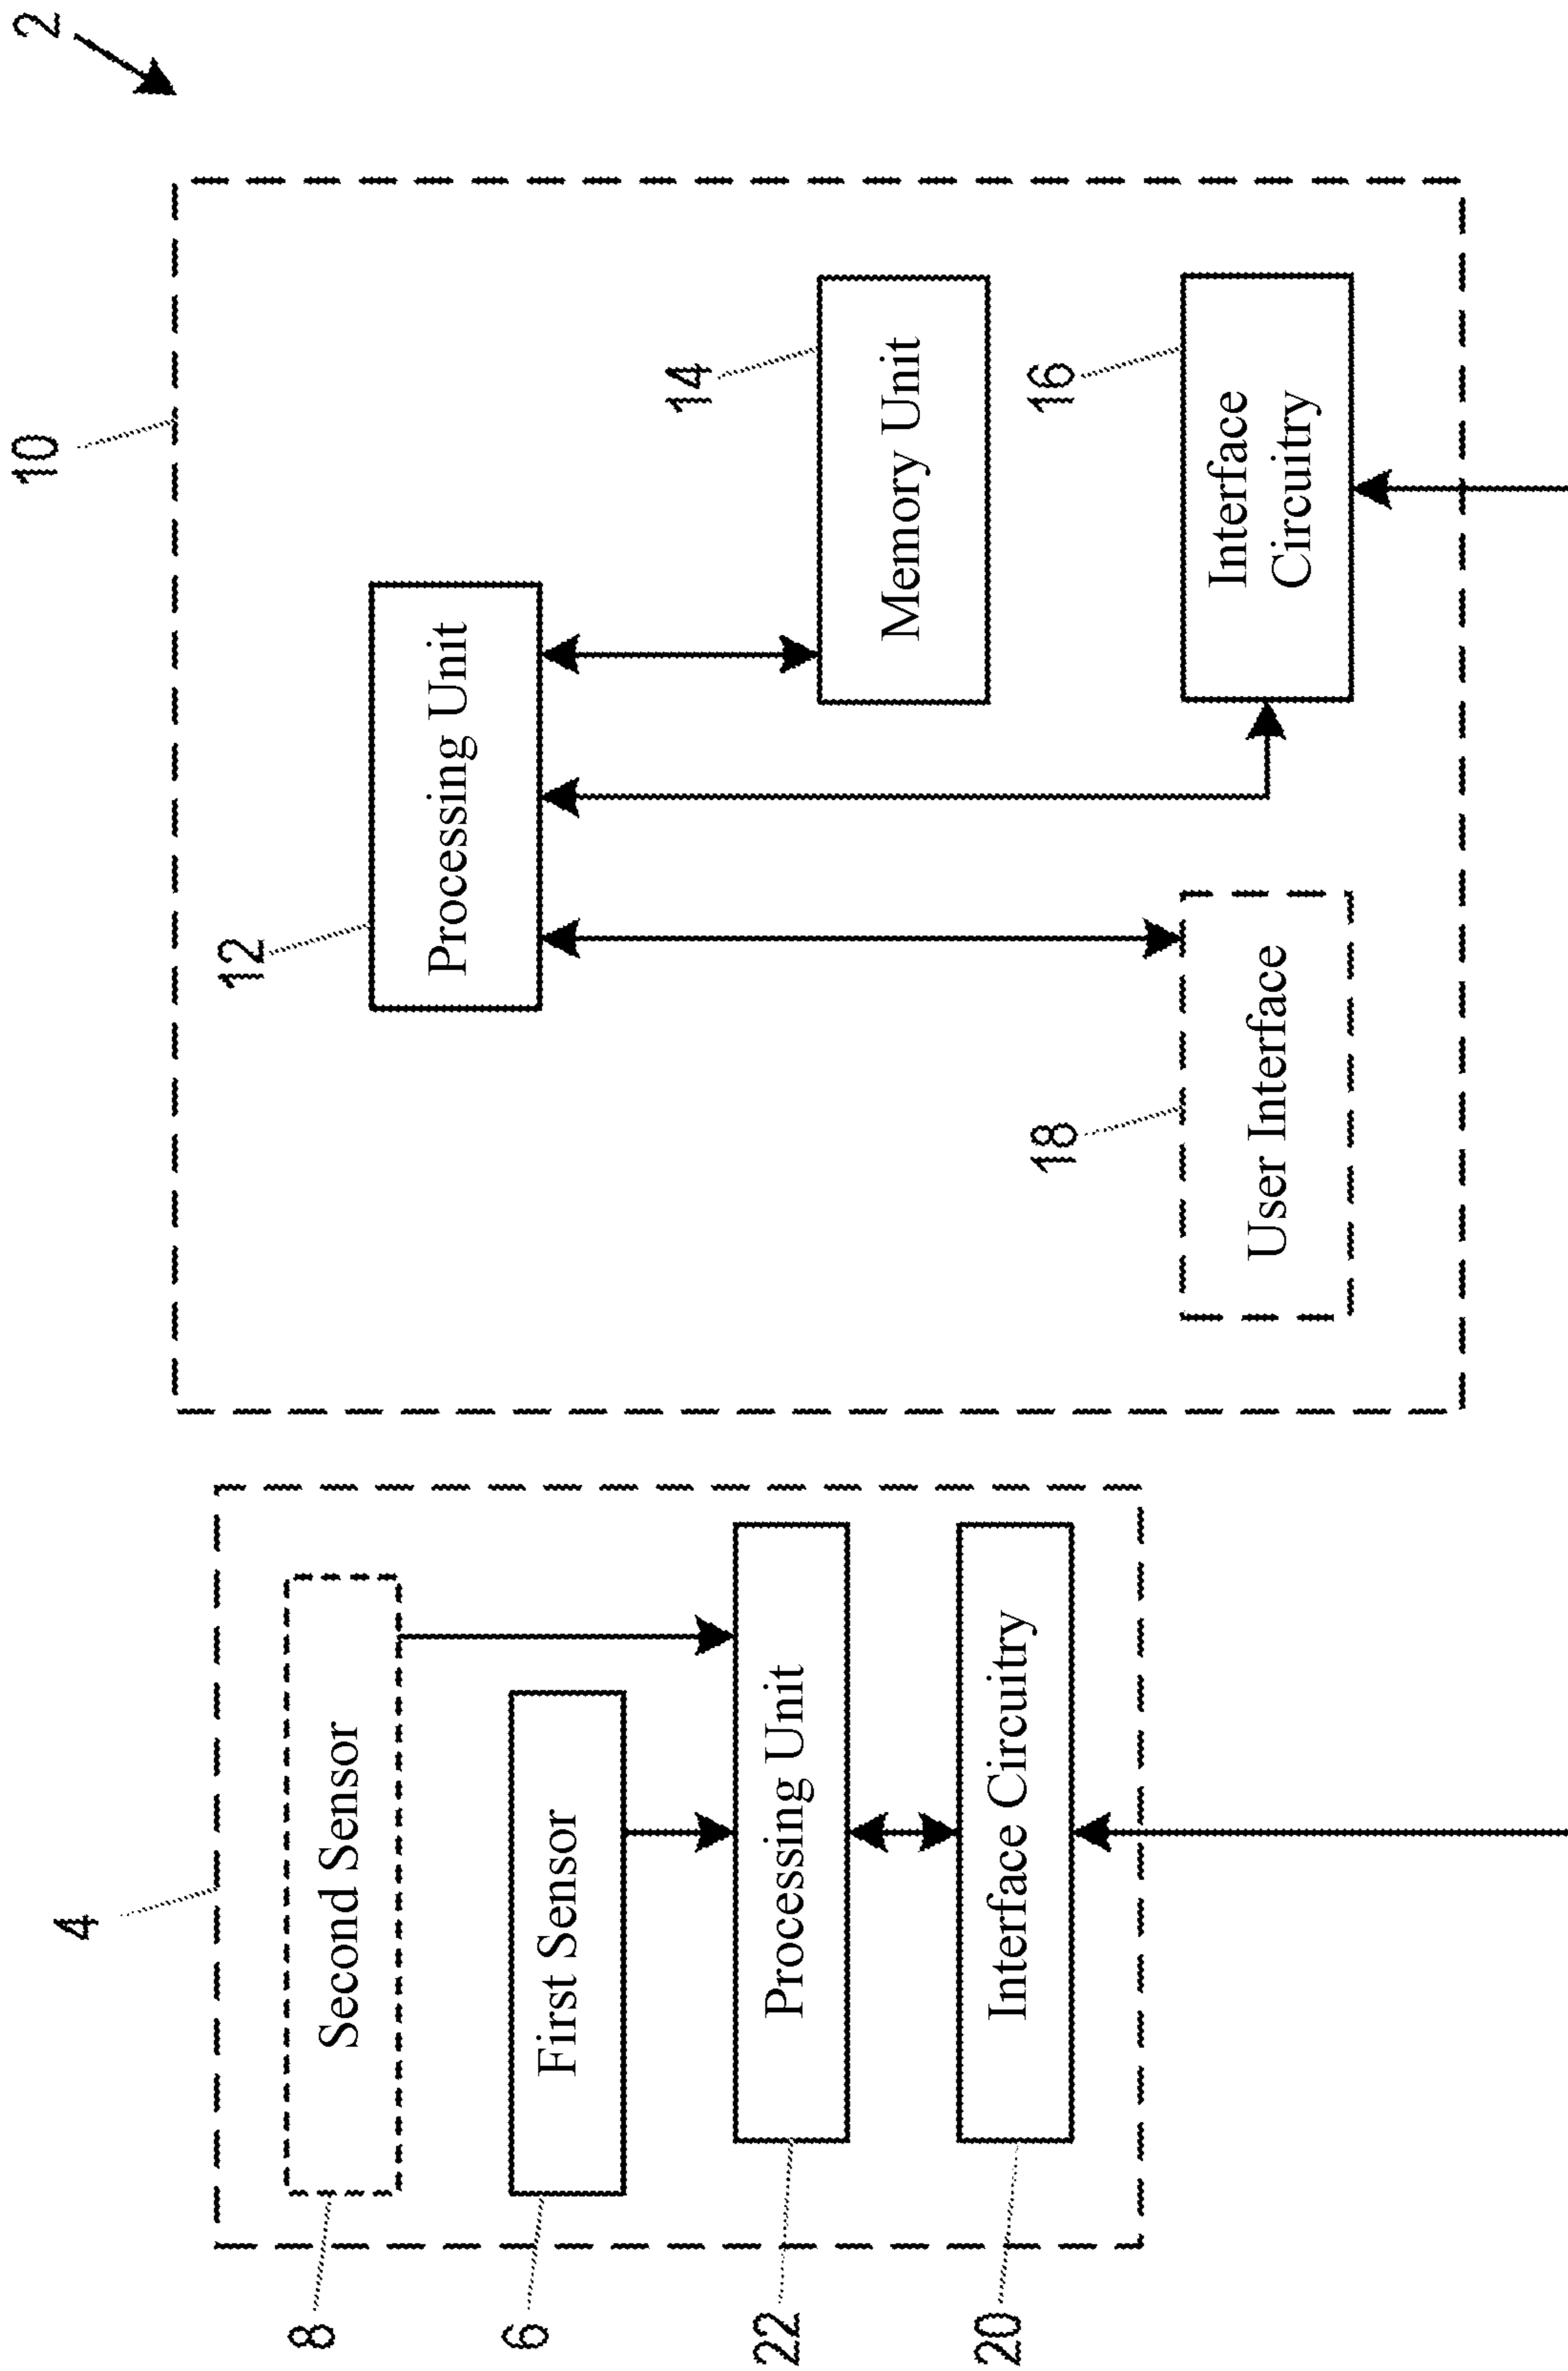 2
10
12
Processing Unit
14
Memory Unit
16
Interface
Circuitry
18
User Interface
4
Second Sensor
8
First Sensor
6
Processing Unit
22
Interface Circuitry
20